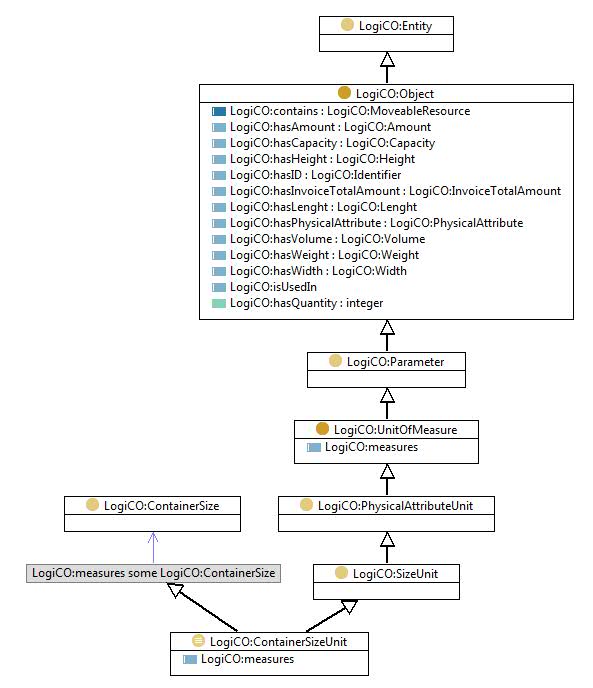 LogiCO:Entity
LogiCO:Object
LogiCO:contains : LogiCO:MoveableResource
LogiCO:hasAmount : LogiCO:Amount
LogiCO:hasCapacity : LogiCO:Capacity
LogiCO:hasHeight : LogiCO:Height
LogiCO:hasID : LogiCO:Identifier
LogiCO:hasInvoiceTotalAmount : LogiCO:InvoiceTotalAmount
LogiCO:hasLenght : LogiCO:Lenght
LogiCO:hasPhysicalAttribute : LogiCO:PhysicalAttribute
LogiCO:hasVolume : LogiCO:Volume
LogiCO:hasWeight : LogiCO:Weight
LogiCO:hasWidth : LogiCO:Width
LogiCO:isUsedIn
LogiCO:hasQuantity : integer
LogiCO:Parameter
LogiCO:UnitOfMeasure
LogiCO:measures
LogiCO:ContainerSize
LogiCO:PhysicalAttributeUnit
LogiCO:measures some LogiCO:ContainerSize
LogiCO:SizeUnit
LogiCO:ContainerSizeUnit
LogiCO:measures